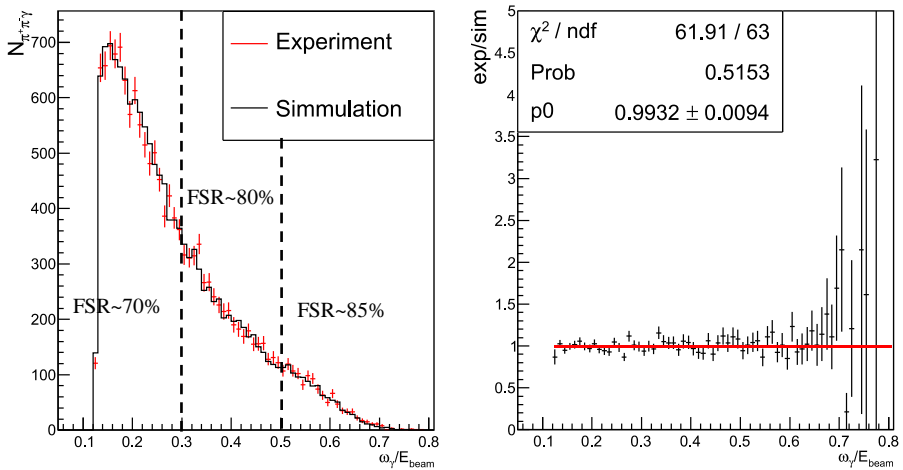 N_{π⁺π⁻γ}
700
600
500
400
300
200
100
0
Experiment
Simmulation
FSR~80%
FSR~70%
FSR~85%
0.1 0.2 0.3 0.4 0.5 0.6 0.7 0.8
ω_γ/E_beam
exp/sim
χ² / ndf 61.91 / 63
Prob 0.5153
p0 0.9932 ± 0.0094
5
4.5
4
3.5
3
2.5
2
1.5
1
0.5
0
0.1 0.2 0.3 0.4 0.5 0.6 0.7 0.8
ω_γ/E_beam